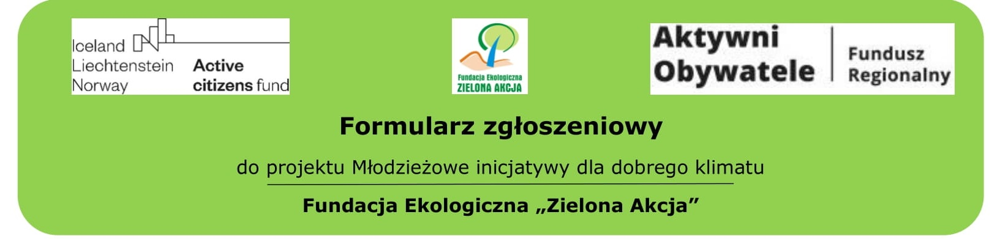 Iceland
Liechtenstein
Norway
Active
citizens fund
Fundacja Ekologiczna
ZIELONA AKCJA
Aktywni
Obywatele
Fundusz
Regionalny
Formularz zgłoszeniowy
do projektu Młodzieżowe inicjatywy dla dobrego klimatu
Fundacja Ekologiczna „Zielona Akcja”